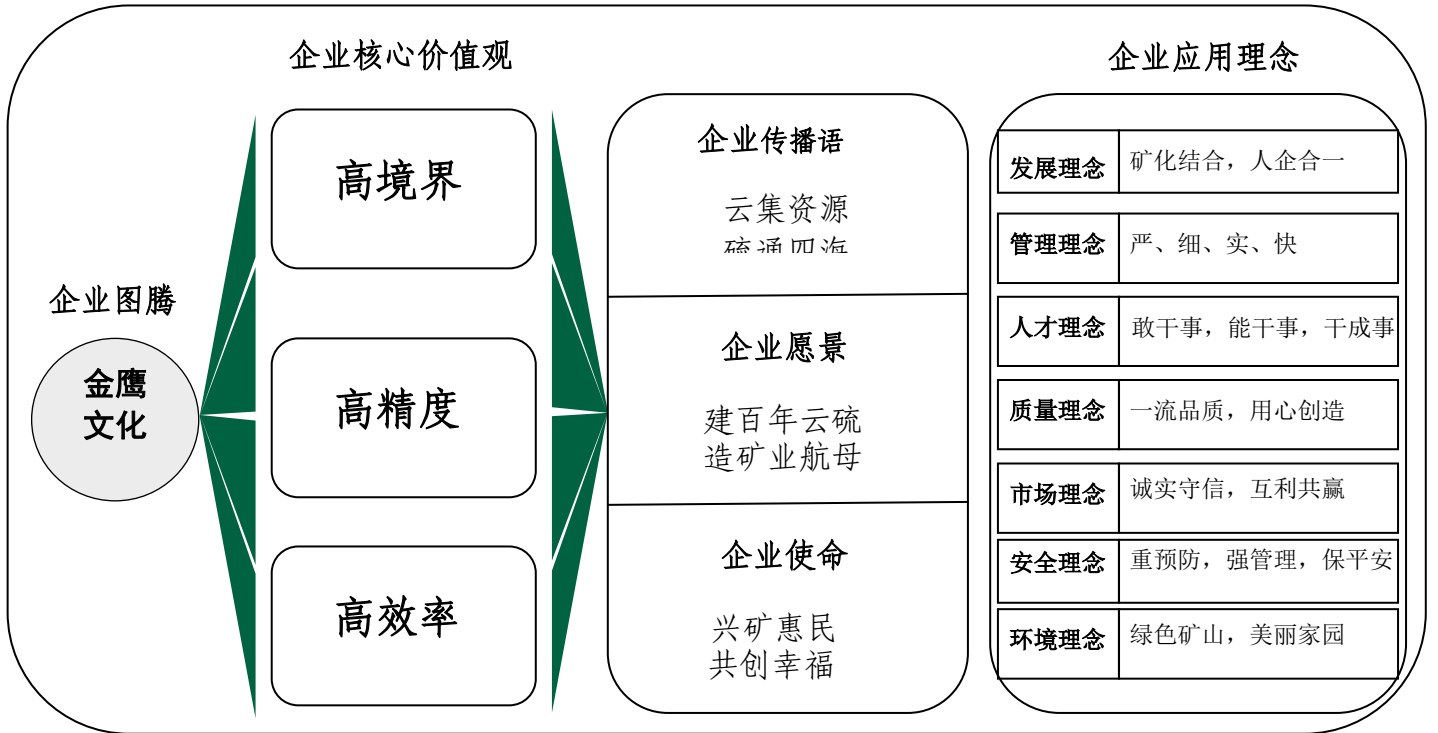 企业核心价值观
企业应用理念
企业图腾
金鹰
文化
高境界
高精度
高效率
企业传播语
云集资源
硫通四海
企业愿景
建百年云硫
造矿业航母
企业使命
兴矿惠民
共创幸福
发展理念 矿化结合，人企合一
管理理念 严、细、实、快
人才理念 敢干事，能干事，干成事
质量理念 一流品质，用心创造
市场理念 诚实守信，互利共赢
安全理念 重预防，强管理，保平安
环境理念 绿色矿山，美丽家园